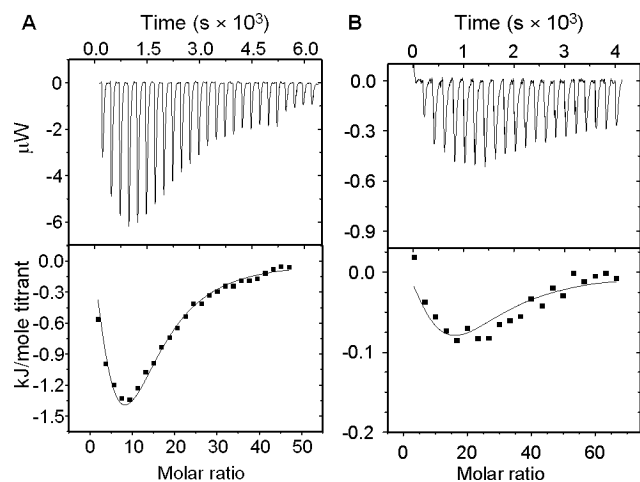 A
Time (s × 10³)
0.0 1.5 3.0 4.5 6.0
0
-2
-4
-6
μW
0.0
-0.3
-0.6
-0.9
-1.2
-1.5
kJ/mole titrant
0 10 20 30 40 50
Molar ratio
B
Time (s × 10³)
0 1 2 3 4
0.0
-0.3
-0.6
-0.9
0.0
-0.1
-0.2
0 20 40 60
Molar ratio